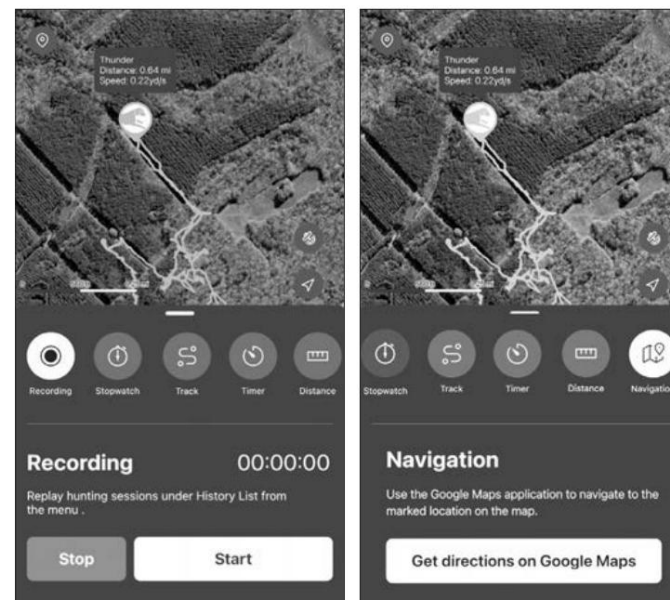 Thunder
Distance: 0.64 mi
Speed: 0.22yd/s
Recording
Stopwatch
Track
Timer
Distance
Recording
00:00:00
Replay hunting sessions under History List from
the menu .
Stop
Start
Thunder
Distance: 0.64 mi
Speed: 0.22yd/s
Stopwatch
Track
Timer
Distance
Navigatio
Navigation
Use the Google Maps application to navigate to the
marked location on the map.
Get directions on Google Maps